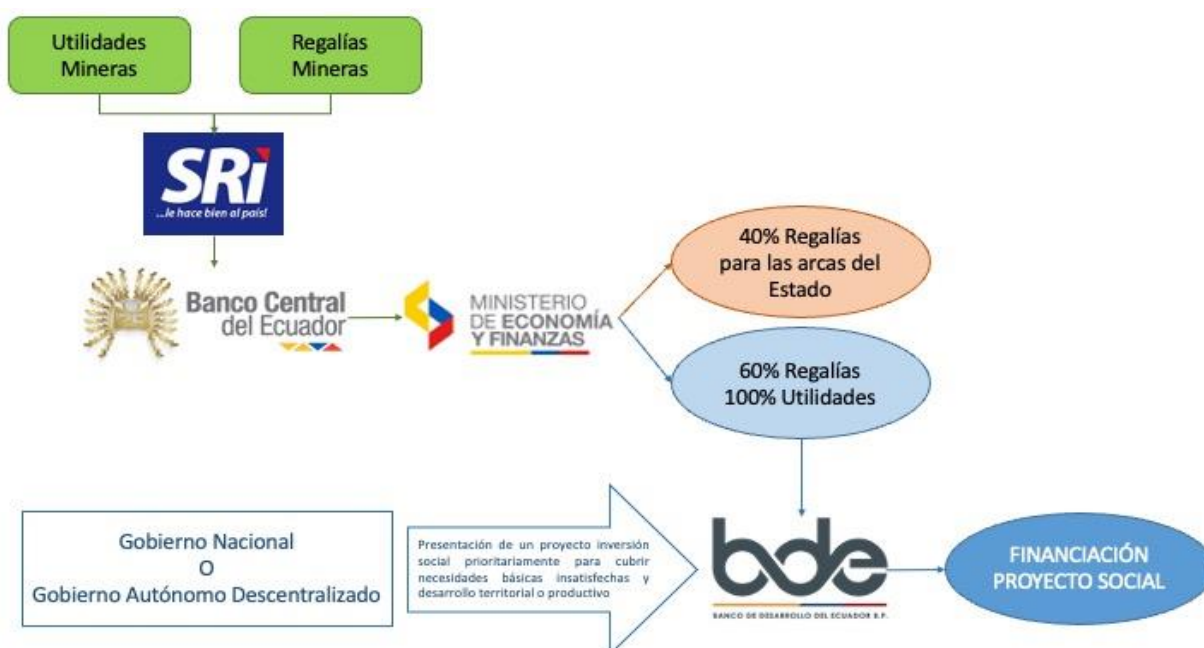 Utilidades
Mineras
Regalías
Mineras
SRi
...le hace bien al país!
Banco Central
del Ecuador
MINISTERIO
DE ECONOMÍA
Y FINANZAS
40% Regalías
para las arcas del
Estado
60% Regalías
100% Utilidades
Gobierno Nacional
O
Gobierno Autónomo Descentralizado
Presentación de un proyecto inversión
social prioritariamente para cubrir
necesidades básicas insatisfechas y
desarrollo territorial o productivo
bde
BANCO DE DESARROLLO DEL ECUADOR B.P.
FINANCIACIÓN
PROYECTO SOCIAL